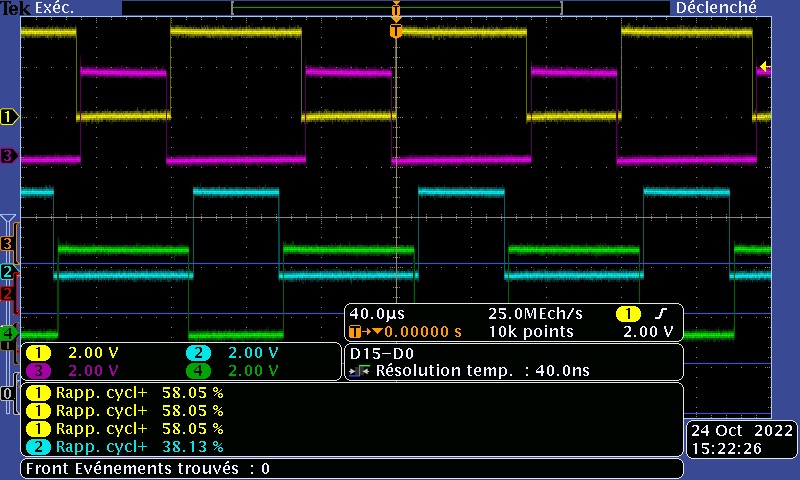 Tek Exéc. Déclenché
T
T
1
3
3
2
2
4
0
40.0µs 25.0MEch/s 1
T→▼0.00000 s 10k points 2.00 V
1 2.00 V 2 2.00 V
3 2.00 V 4 2.00 V
D15-D0
Résolution temp. : 40.0ns
1 Rapp. cycl+ 58.05 %
1 Rapp. cycl+ 58.05 %
1 Rapp. cycl+ 58.05 %
2 Rapp. cycl+ 38.13 %
Front Evénements trouvés : 0
24 Oct 2022
15:22:26